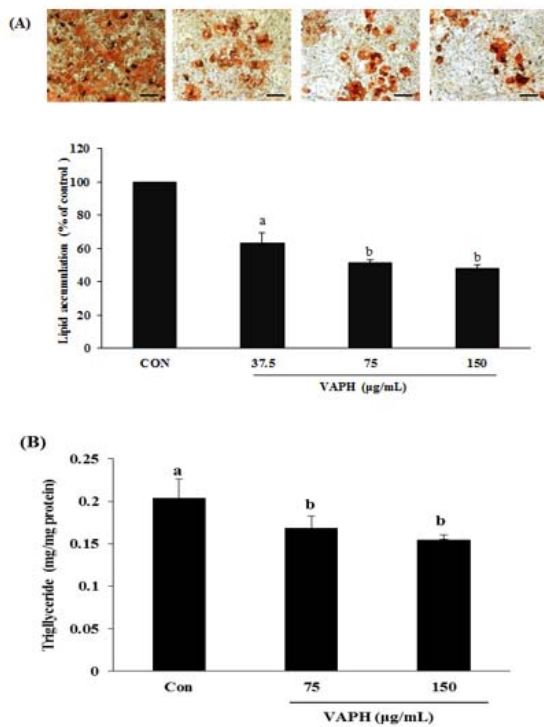 (A)
120
100
80
60
40
20
0
Lipid accumulation (% of control )
a
b
b
CON 37.5 75 150
VAPH (µg/mL)
(B)
0.25
0.2
0.15
0.1
0.05
0
Trigllyceride (mg/mg protein)
a
b
b
Con 75 150
VAPH (µg/mL)